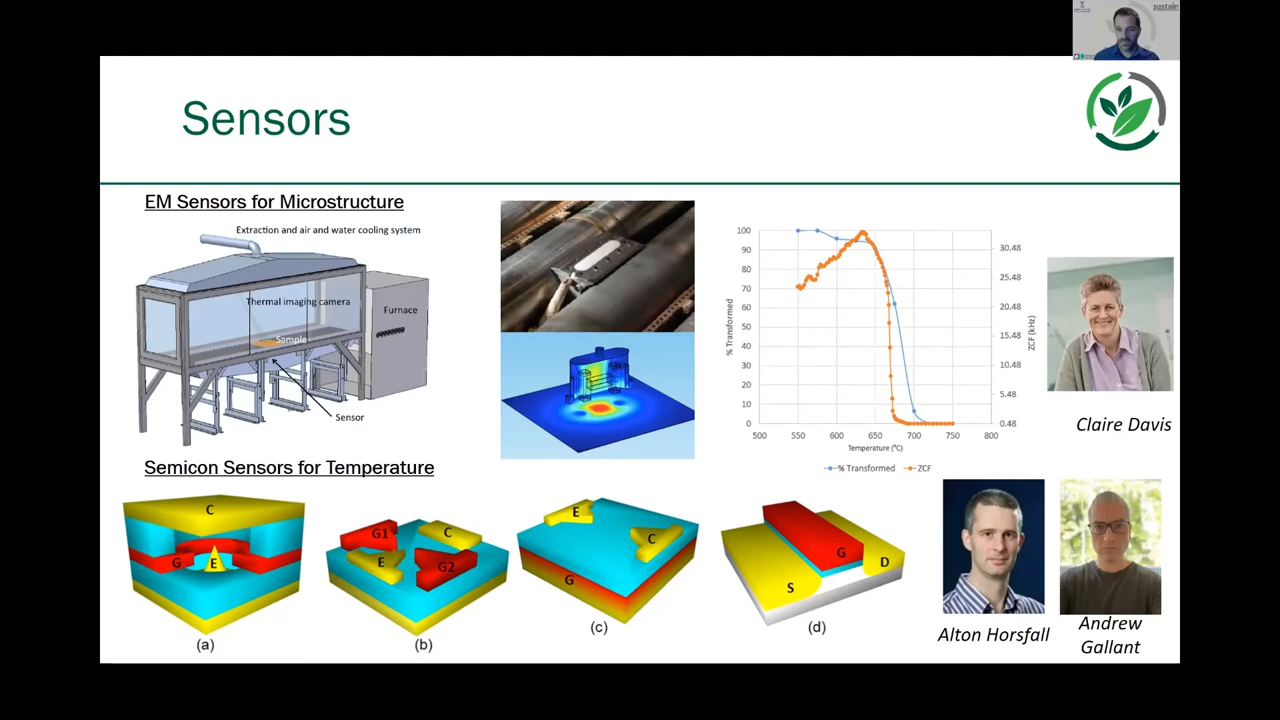 sustain
Sensors
EM Sensors for Microstructure
Extraction and air and water cooling system
Thermal imaging camera
Furnace
Sample
Sensor
% Transformed
100
90
80
70
60
50
40
30
20
10
0
500
550
600
650
700
750
800
Temperature (°C)
30.48
25.48
20.48
15.48
10.48
5.48
0.48
ZCF (kHz)
% Transformed
ZCF
Claire Davis
Semicon Sensors for Temperature
C
G
E
(a)
G1
C
E
G2
(b)
E
C
G
(c)
G
S
D
(d)
Alton Horsfall
Andrew
Gallant